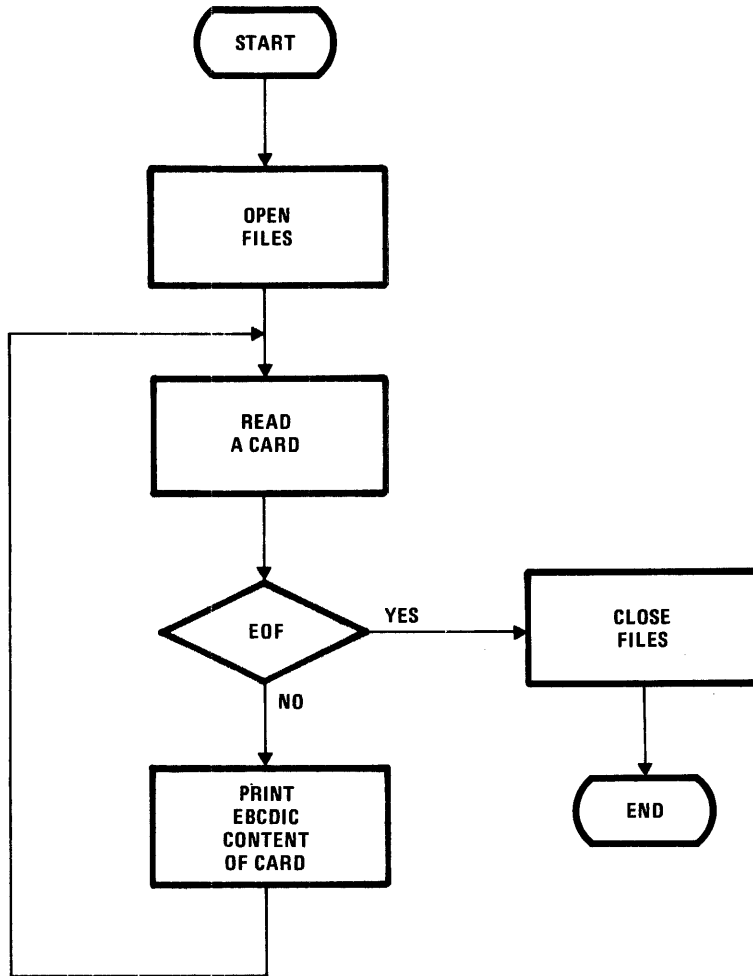 START
OPEN
FILES
READ
A CARD
EOF
YES
NO
CLOSE
FILES
PRINT
EBCDIC
CONTENT
OF CARD
END